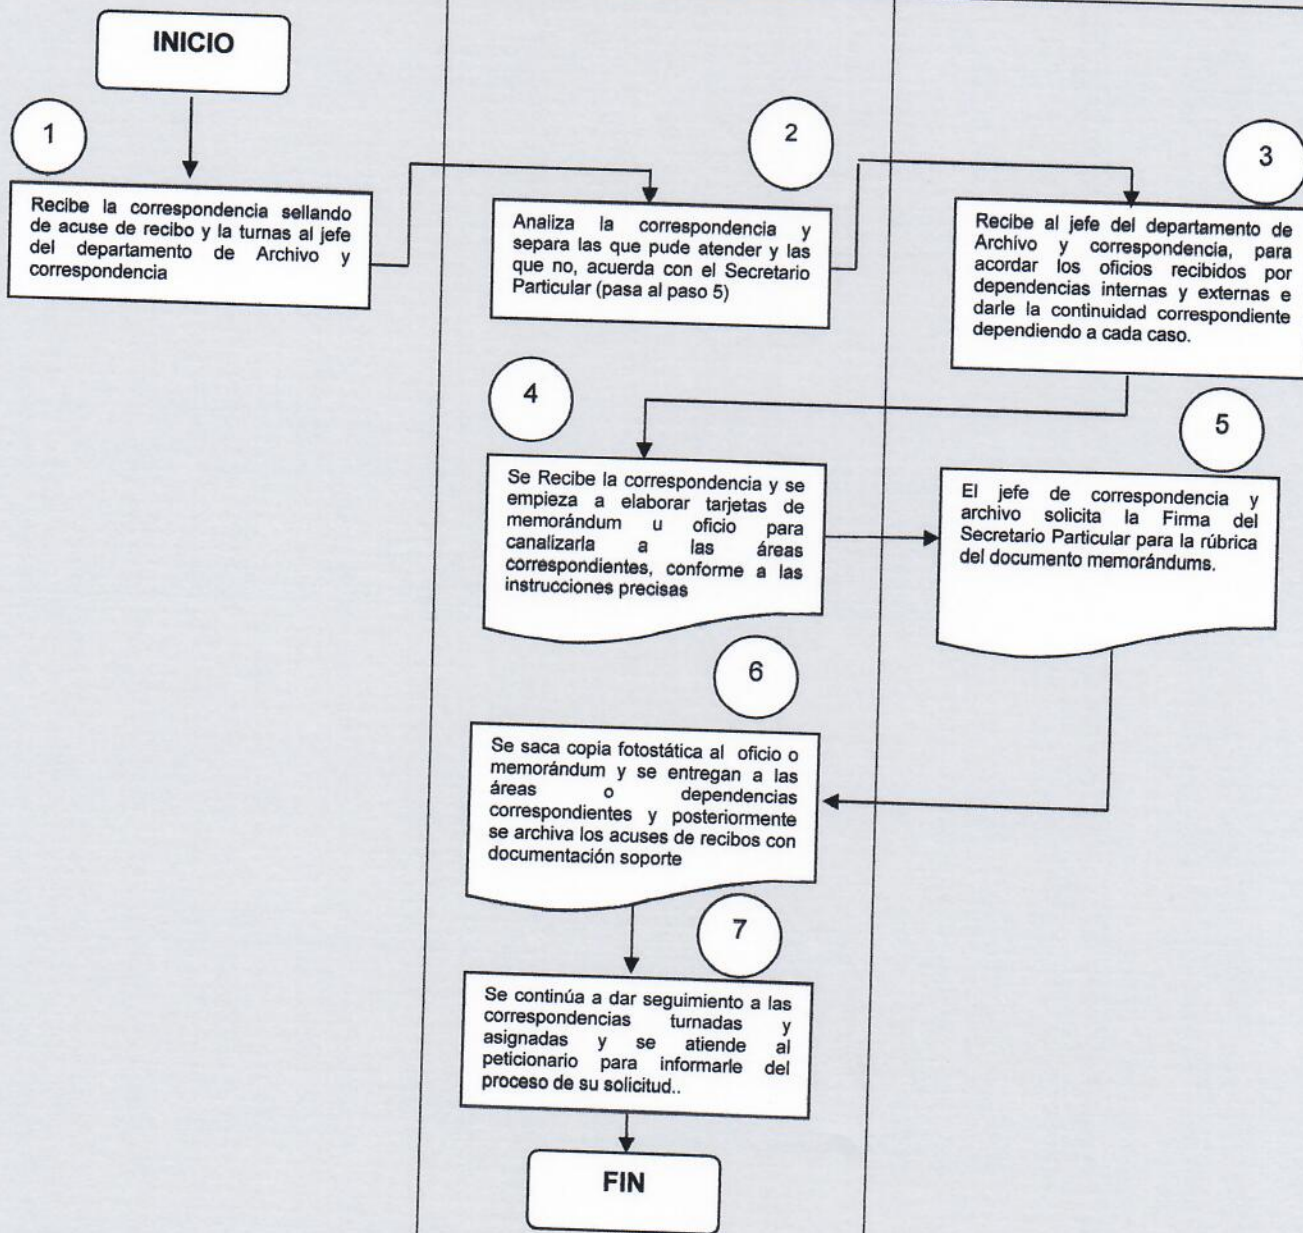 INICIO
1
Recibe la correspondencia sellando
de acuse de recibo y la turnas al jefe
del departamento de Archivo y
correspondencia
2
Analiza la correspondencia y
separa las que pude atender y las
que no, acuerda con el Secretario
Particular (pasa al paso 5)
3
Recibe al jefe del departamento de
Archivo y correspondencia, para
acordar los oficios recibidos por
dependencias internas y externas e
darle la continuidad correspondiente
dependiendo a cada caso.
4
Se Recibe la correspondencia y se
empieza a elaborar tarjetas de
memorándum u oficio para
canalizarla a las áreas
correspondientes, conforme a las
instrucciones precisas
5
El jefe de correspondencia y
archivo solicita la Firma del
Secretario Particular para la rúbrica
del documento memorándums.
6
Se saca copia fotostática al oficio o
memorándum y se entregan a las
áreas o dependencias
correspondientes y posteriormente
se archiva los acuses de recibos con
documentación soporte
7
Se continúa a dar seguimiento a las
correspondencias turnadas y
asignadas y se atiende al
peticionario para informarle del
proceso de su solicitud..
FIN